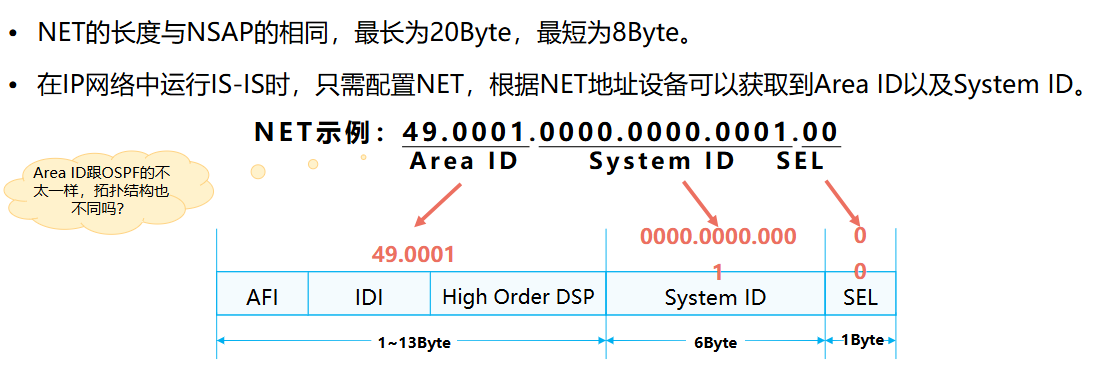 • NET的长度与NSAP的相同，最长为20Byte，最短为8Byte。
• 在IP网络中运行IS-IS时，只需配置NET，根据NET地址设备可以获取到Area ID以及System ID。
NET示例：49.0001.0000.0000.0001.00
Area ID System ID SEL
Area ID跟OSPF的不
太一样，拓扑结构也
不同吗？
49.0001
0000.0000.000
1
0
0
AFI IDI High Order DSP System ID SEL
1~13Byte 6Byte 1Byte